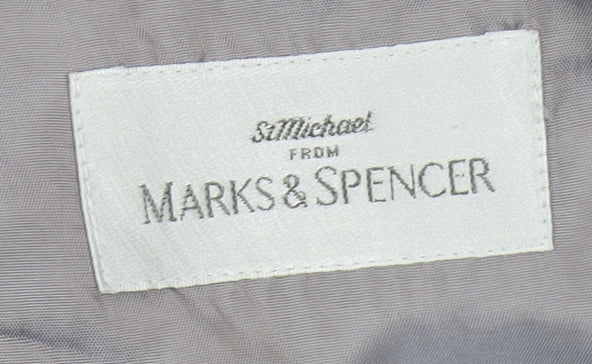 StMichael
FROM
MARKS & SPENCER